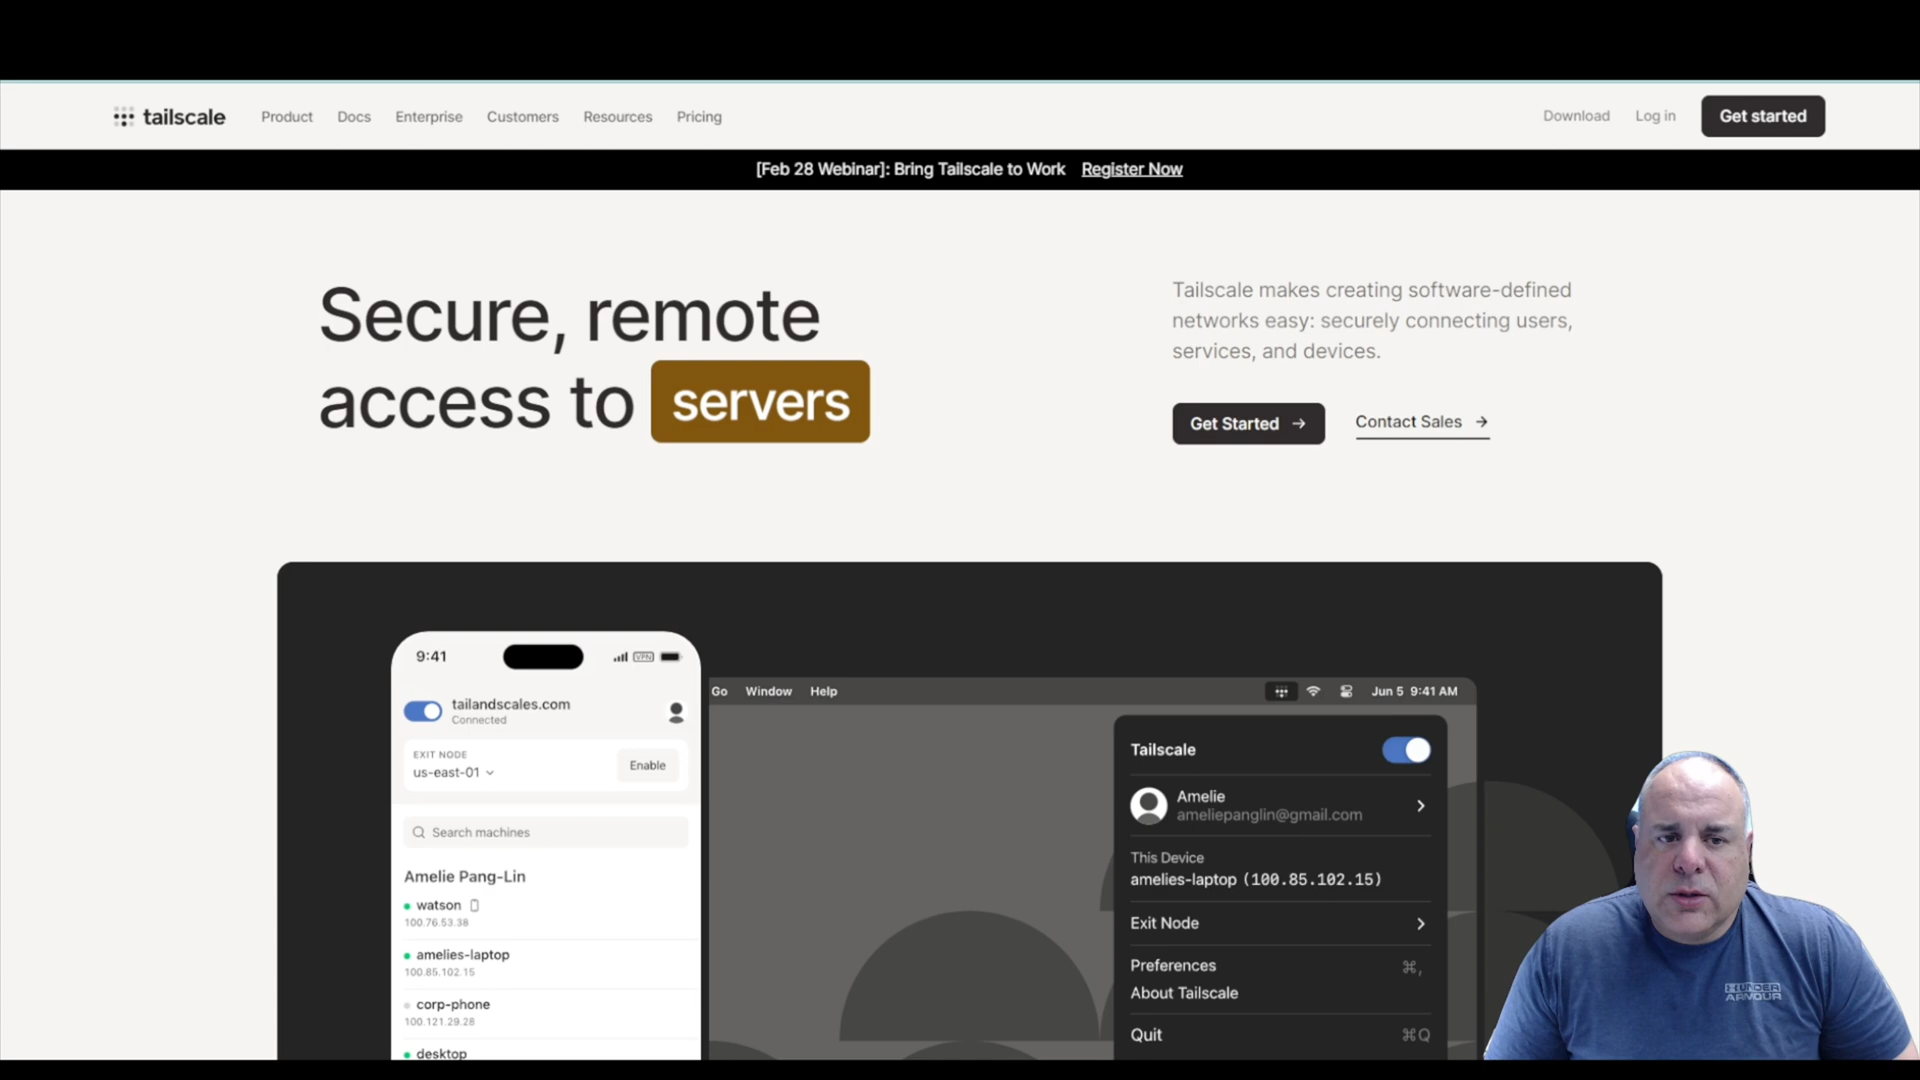 tailscale
Product Docs Enterprise Customers Resources Pricing
Download Log in Get started
[Feb 28 Webinar]: Bring Tailscale to Work Register Now
Secure, remote
access to servers
Tailscale makes creating software-defined
networks easy: securely connecting users,
services, and devices.
Get Started → Contact Sales →
9:41
VPN
tailandscales.com
Connected
EXIT NODE
us-east-01
Enable
Search machines
Amelie Pang-Lin
watson
100.76.53.38
amelies-laptop
100.85.102.15
corp-phone
100.121.29.28
desktop
Go Window Help
Jun 5 9:41 AM
Tailscale
Amelie
ameliepanglin@gmail.com
This Device
amelies-laptop (100.85.102.15)
Exit Node
Preferences ⌘,
About Tailscale
Quit ⌘Q
UNDER
ARMOUR